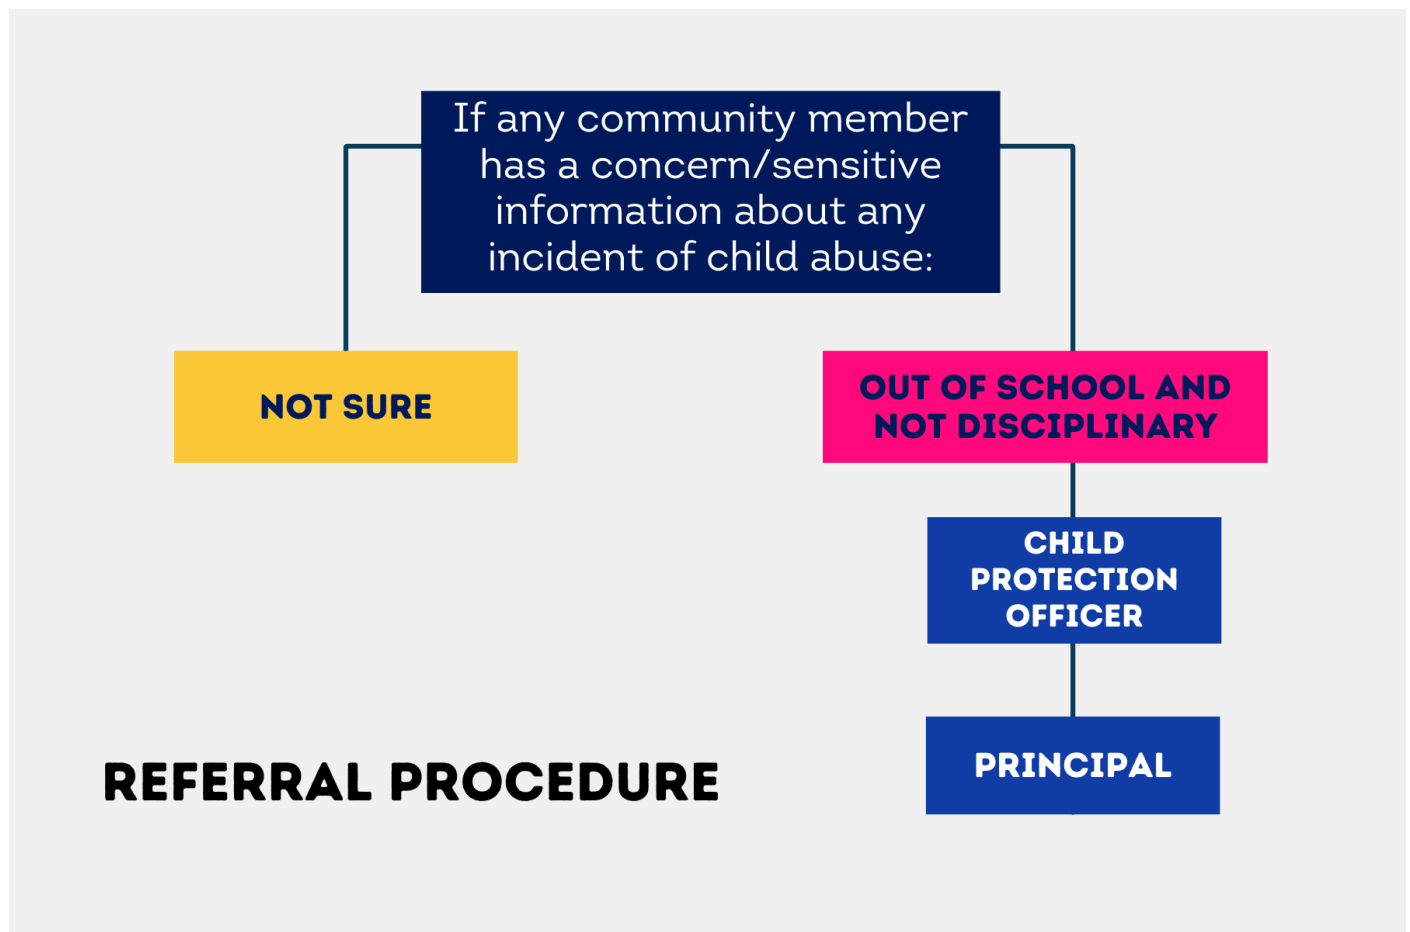 If any community member
has a concern/sensitive
information about any
incident of child abuse:
NOT SURE
OUT OF SCHOOL AND
NOT DISCIPLINARY
CHILD
PROTECTION
OFFICER
PRINCIPAL
REFERRAL PROCEDURE